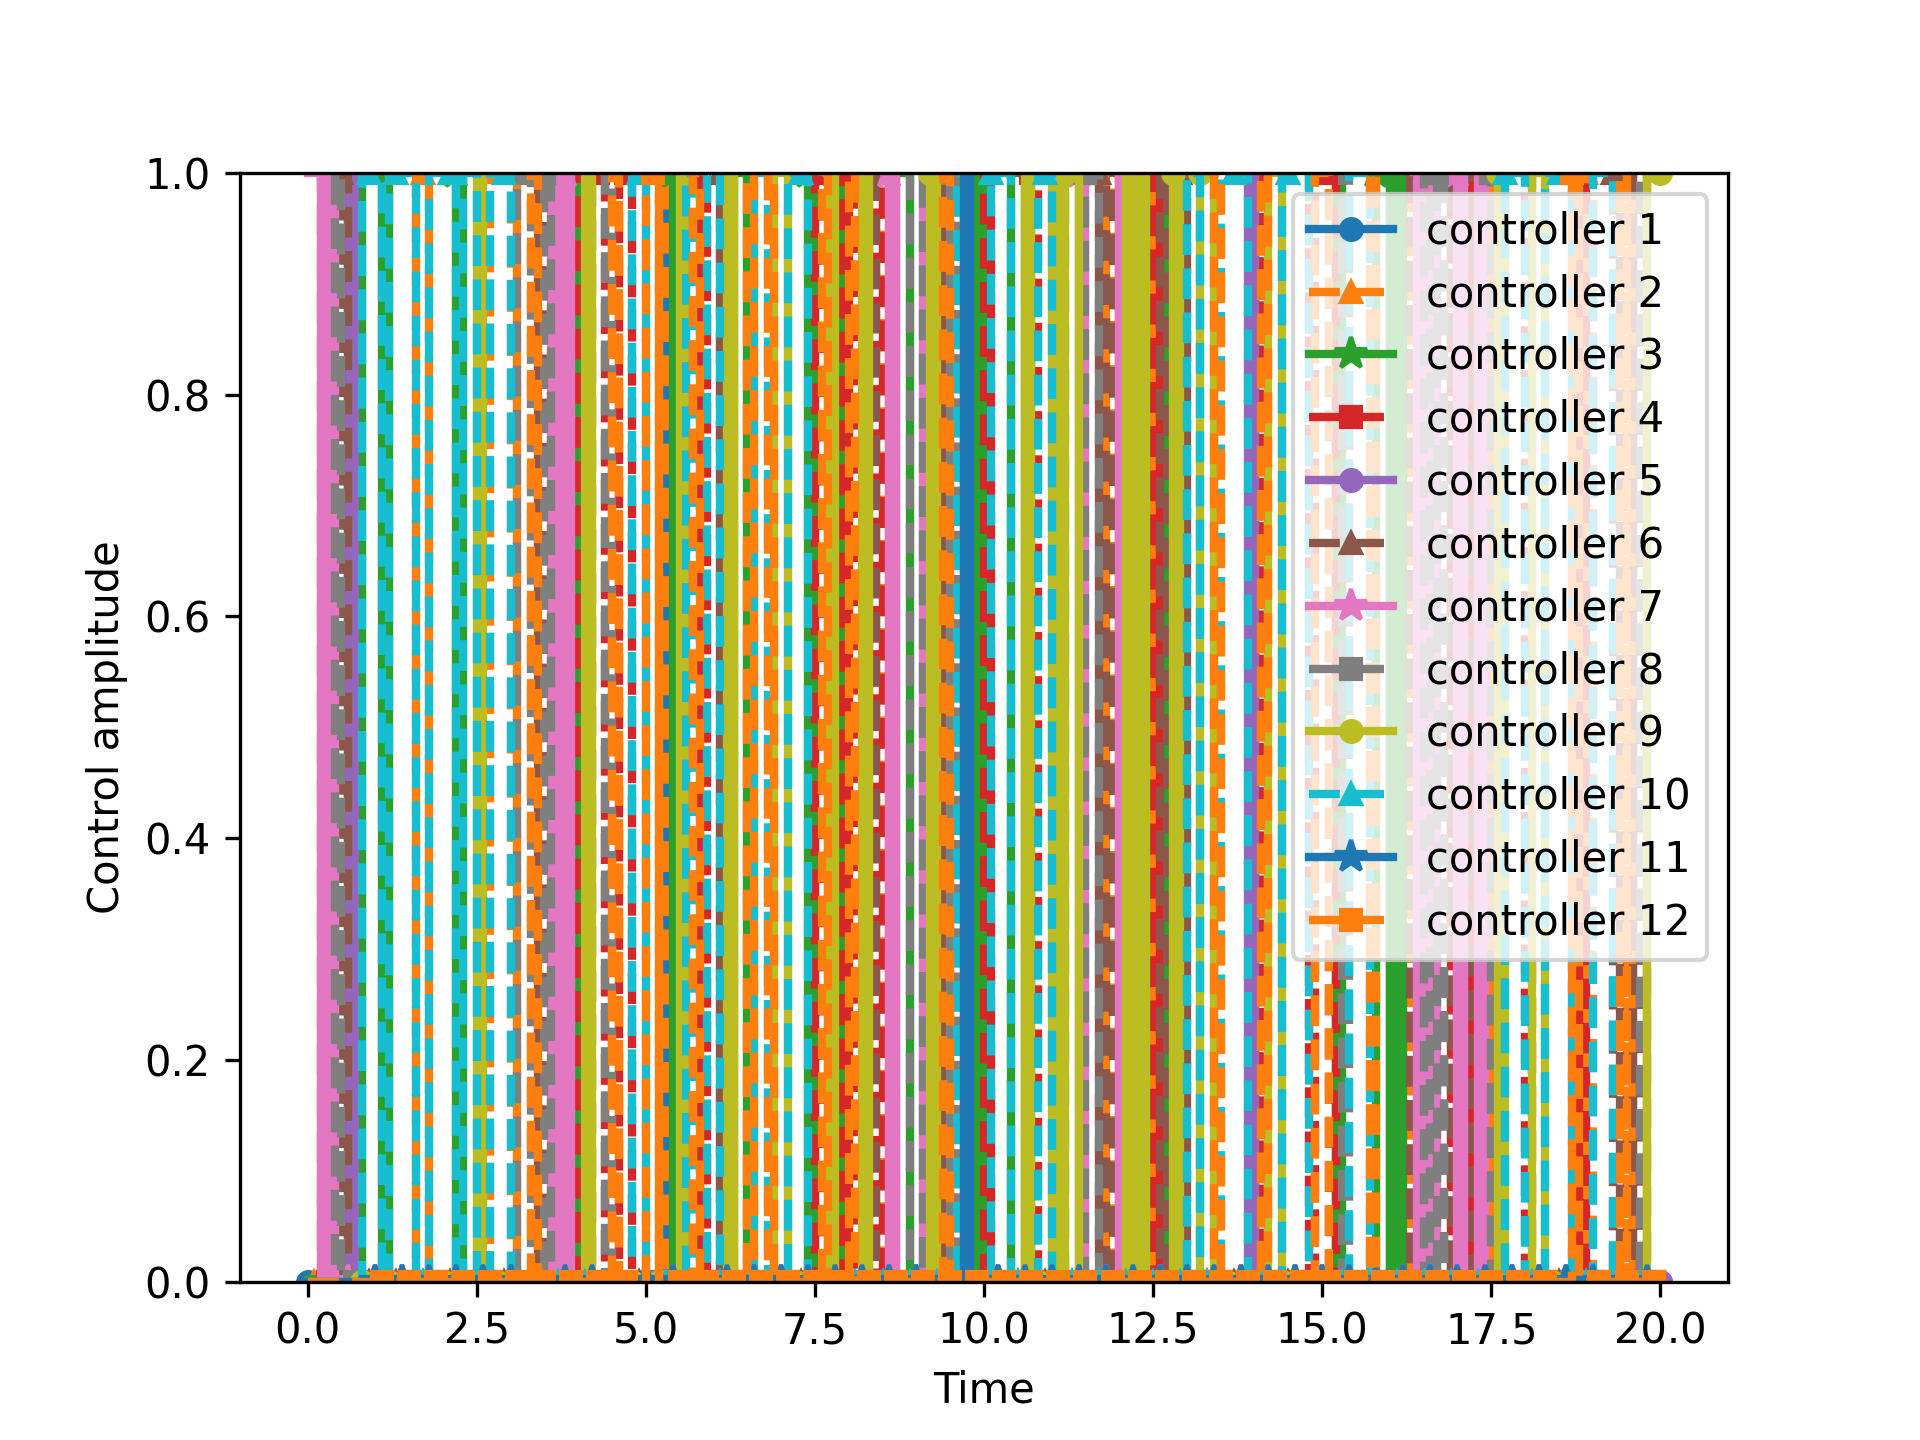 1.0
0.8
0.6
0.4
0.2
0.0
Control amplitude
controller 1
controller 2
controller 3
controller 4
controller 5
controller 6
controller 7
controller 8
controller 9
controller 10
controller 11
controller 12
0.0 2.5 5.0 7.5 10.0 12.5 15.0 17.5 20.0
Time